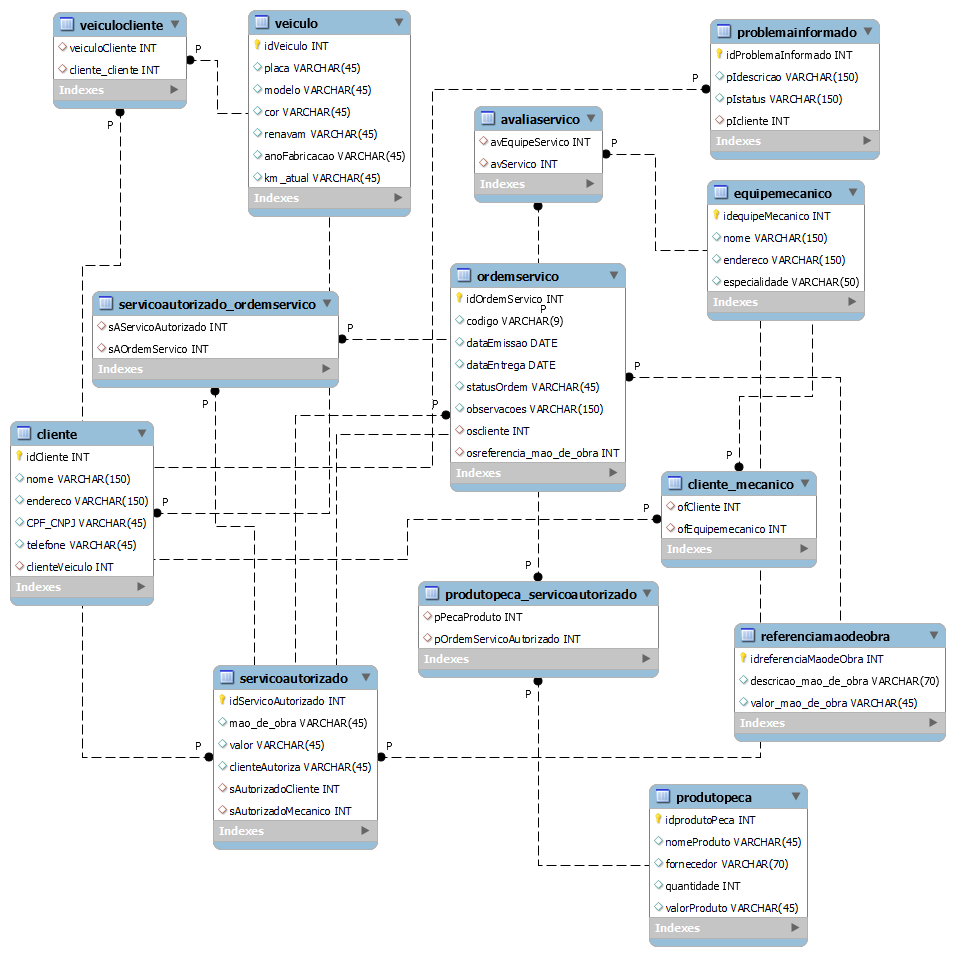 veiculocliente
veiculoCliente INT
cliente_cliente INT
Indexes
P
P
veiculo
idVeiculo INT
placa VARCHAR(45)
modelo VARCHAR(45)
cor VARCHAR(45)
renavam VARCHAR(45)
anoFabricacao VARCHAR(45)
km_atual VARCHAR(45)
Indexes
problemainformado
idProblemaInformado INT
pIdescricao VARCHAR(150)
pIstatus VARCHAR(150)
pIcliente INT
Indexes
P
avaliaservico
avEquipeServico INT
avServico INT
Indexes
P
equipemecanico
idequipeMecanico INT
nome VARCHAR(150)
endereco VARCHAR(150)
especialidade VARCHAR(50)
Indexes
ordemservico
idOrdemServico INT
P
codigo VARCHAR(9)
dataEmissao DATE
dataEntrega DATE
statusOrdem VARCHAR(45)
observacoes VARCHAR(150)
oscliente INT
osreferencia_mao_de_obra INT
Indexes
P
P
servicoautorizado_ordemservico
sAServicoAutorizado INT
sAOrdemServico INT
Indexes
P
P
cliente
idCliente INT
nome VARCHAR(150)
endereco VARCHAR(150)
CPF_CNPJ VARCHAR(45)
telefone VARCHAR(45)
clienteVeiculo INT
Indexes
P
cliente_mecanico
ofCliente INT
ofEquipemecanico INT
Indexes
P
P
produtopeca_servicoautorizado
pPecaProduto INT
pOrdemServicoAutorizado INT
Indexes
P
P
referenciamaodeobra
idreferenciaMaodeObra INT
descricao_mao_de_obra VARCHAR(70)
valor_mao_de_obra VARCHAR(45)
Indexes
servicoautorizado
idServicoAutorizado INT
mao_de_obra VARCHAR(45)
valor VARCHAR(45)
clienteAutoriza VARCHAR(45)
sAutorizadoCliente INT
sAutorizadoMecanico INT
Indexes
P
P
produtopeca
idprodutoPeca INT
nomeProduto VARCHAR(45)
fornecedor VARCHAR(70)
quantidade INT
valorProduto VARCHAR(45)
Indexes